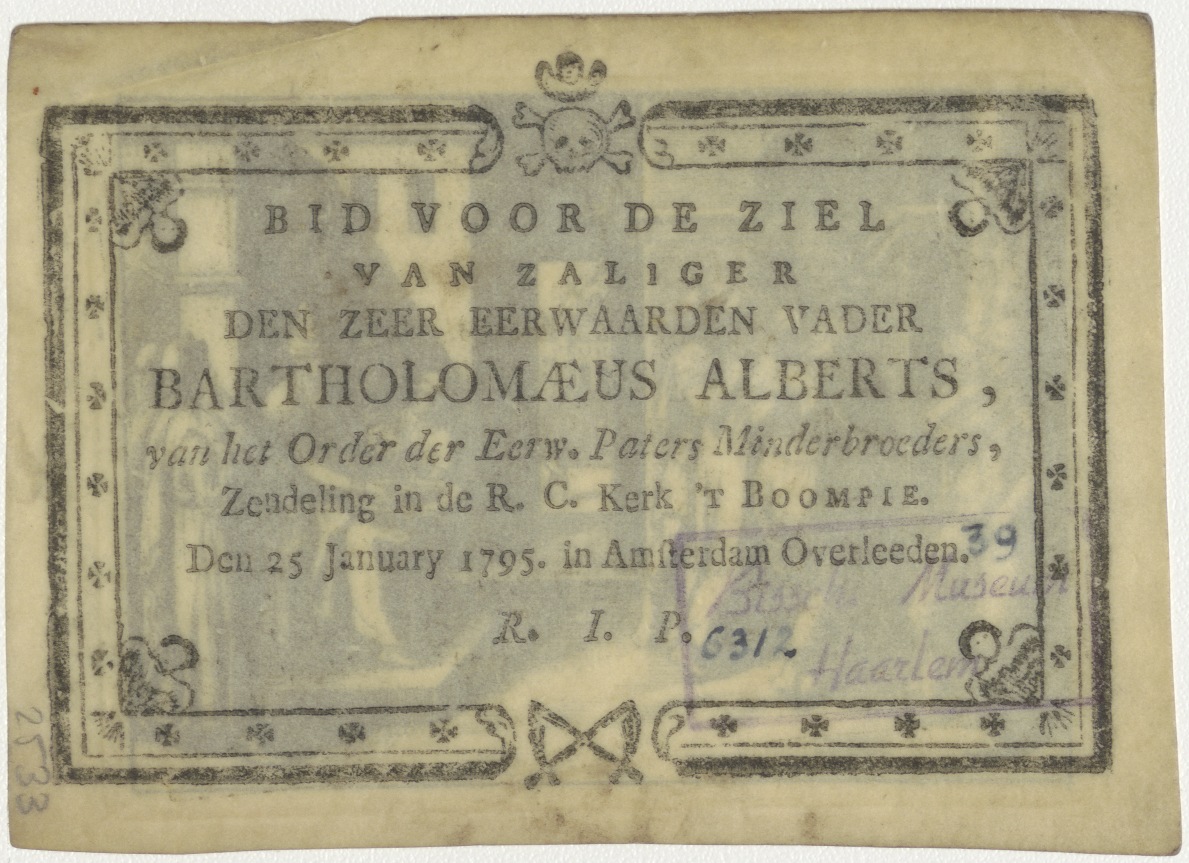 BID VOOR DE ZIEL
VAN ZALIGER
DEN ZEER EERWAARDEN VADER
BARTHOLOMÆUS ALBERTS,
van het Order der Eerw. Paters Minderbroeders,
Zendeling in de R. C. Kerk 'T BOOMPIE.
Den 25 January 1795. in Amſterdam Overleeden.
R. I. P.
39
Bissch. Museum
6312.
Haarlem
2533